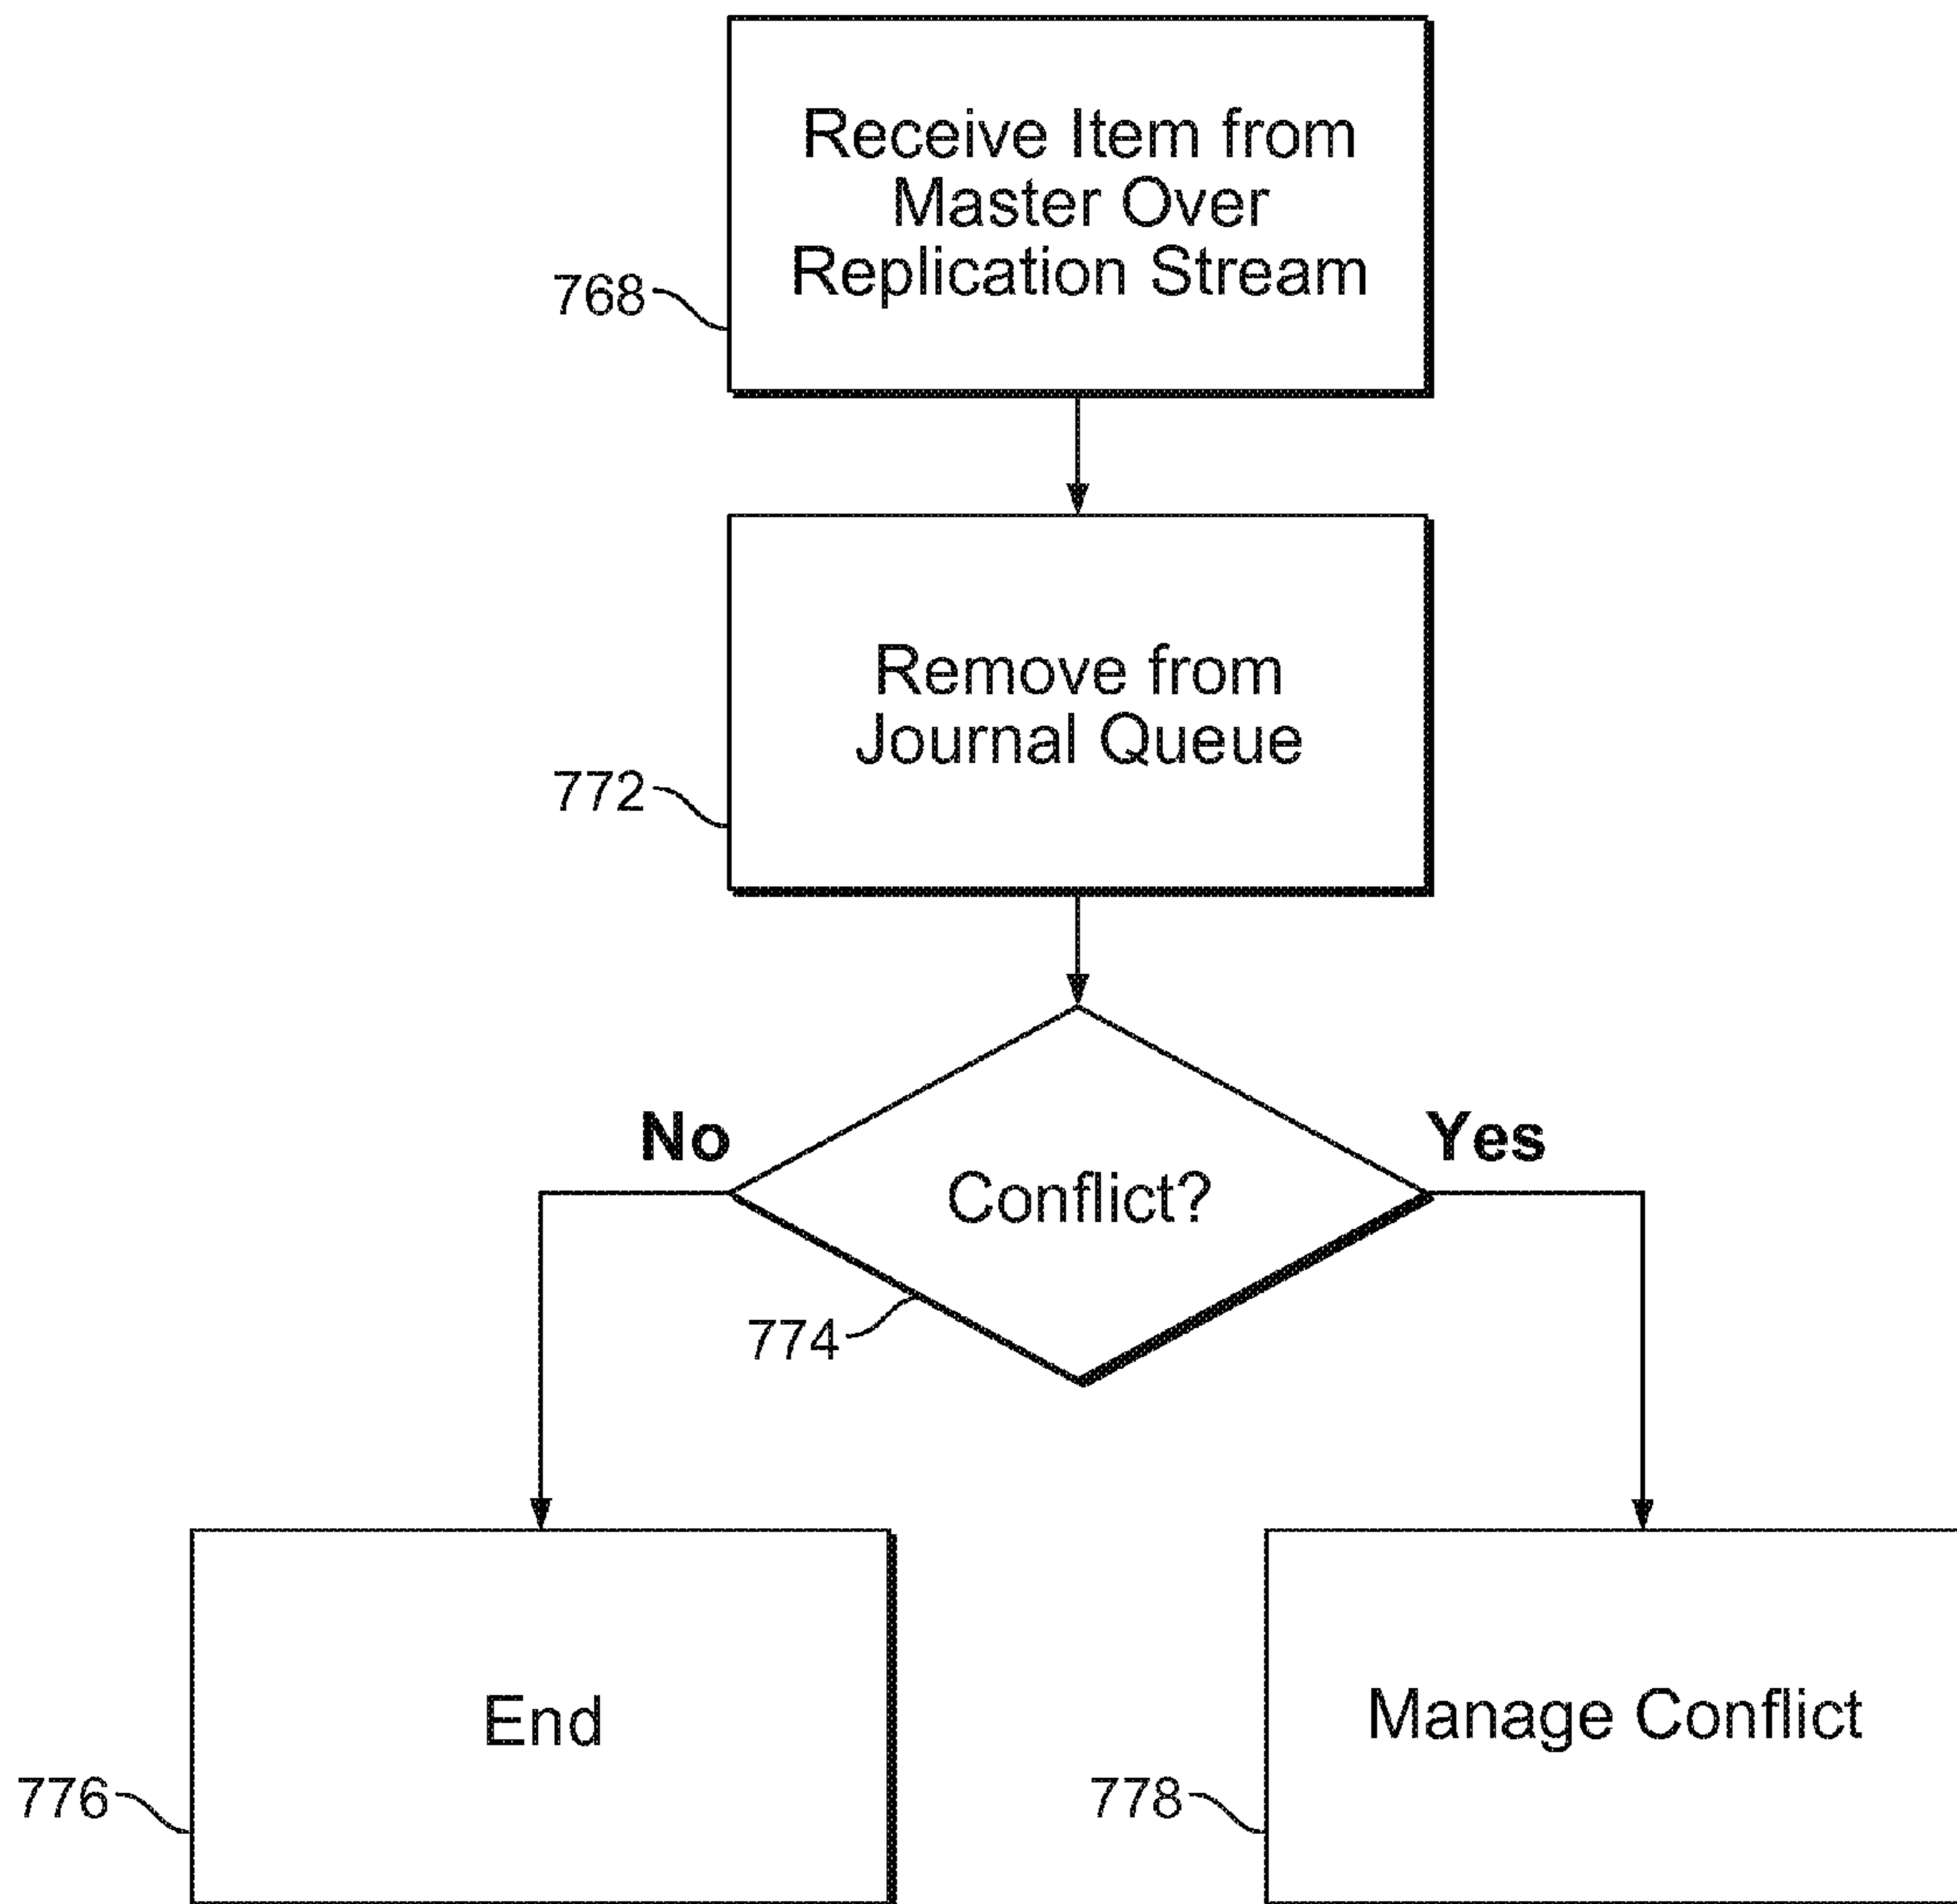 Receive Item from
Master Over
Replication Stream
768
Remove from
Journal Queue
772
No
Yes
Conflict?
774
End
776
Manage Conflict
778